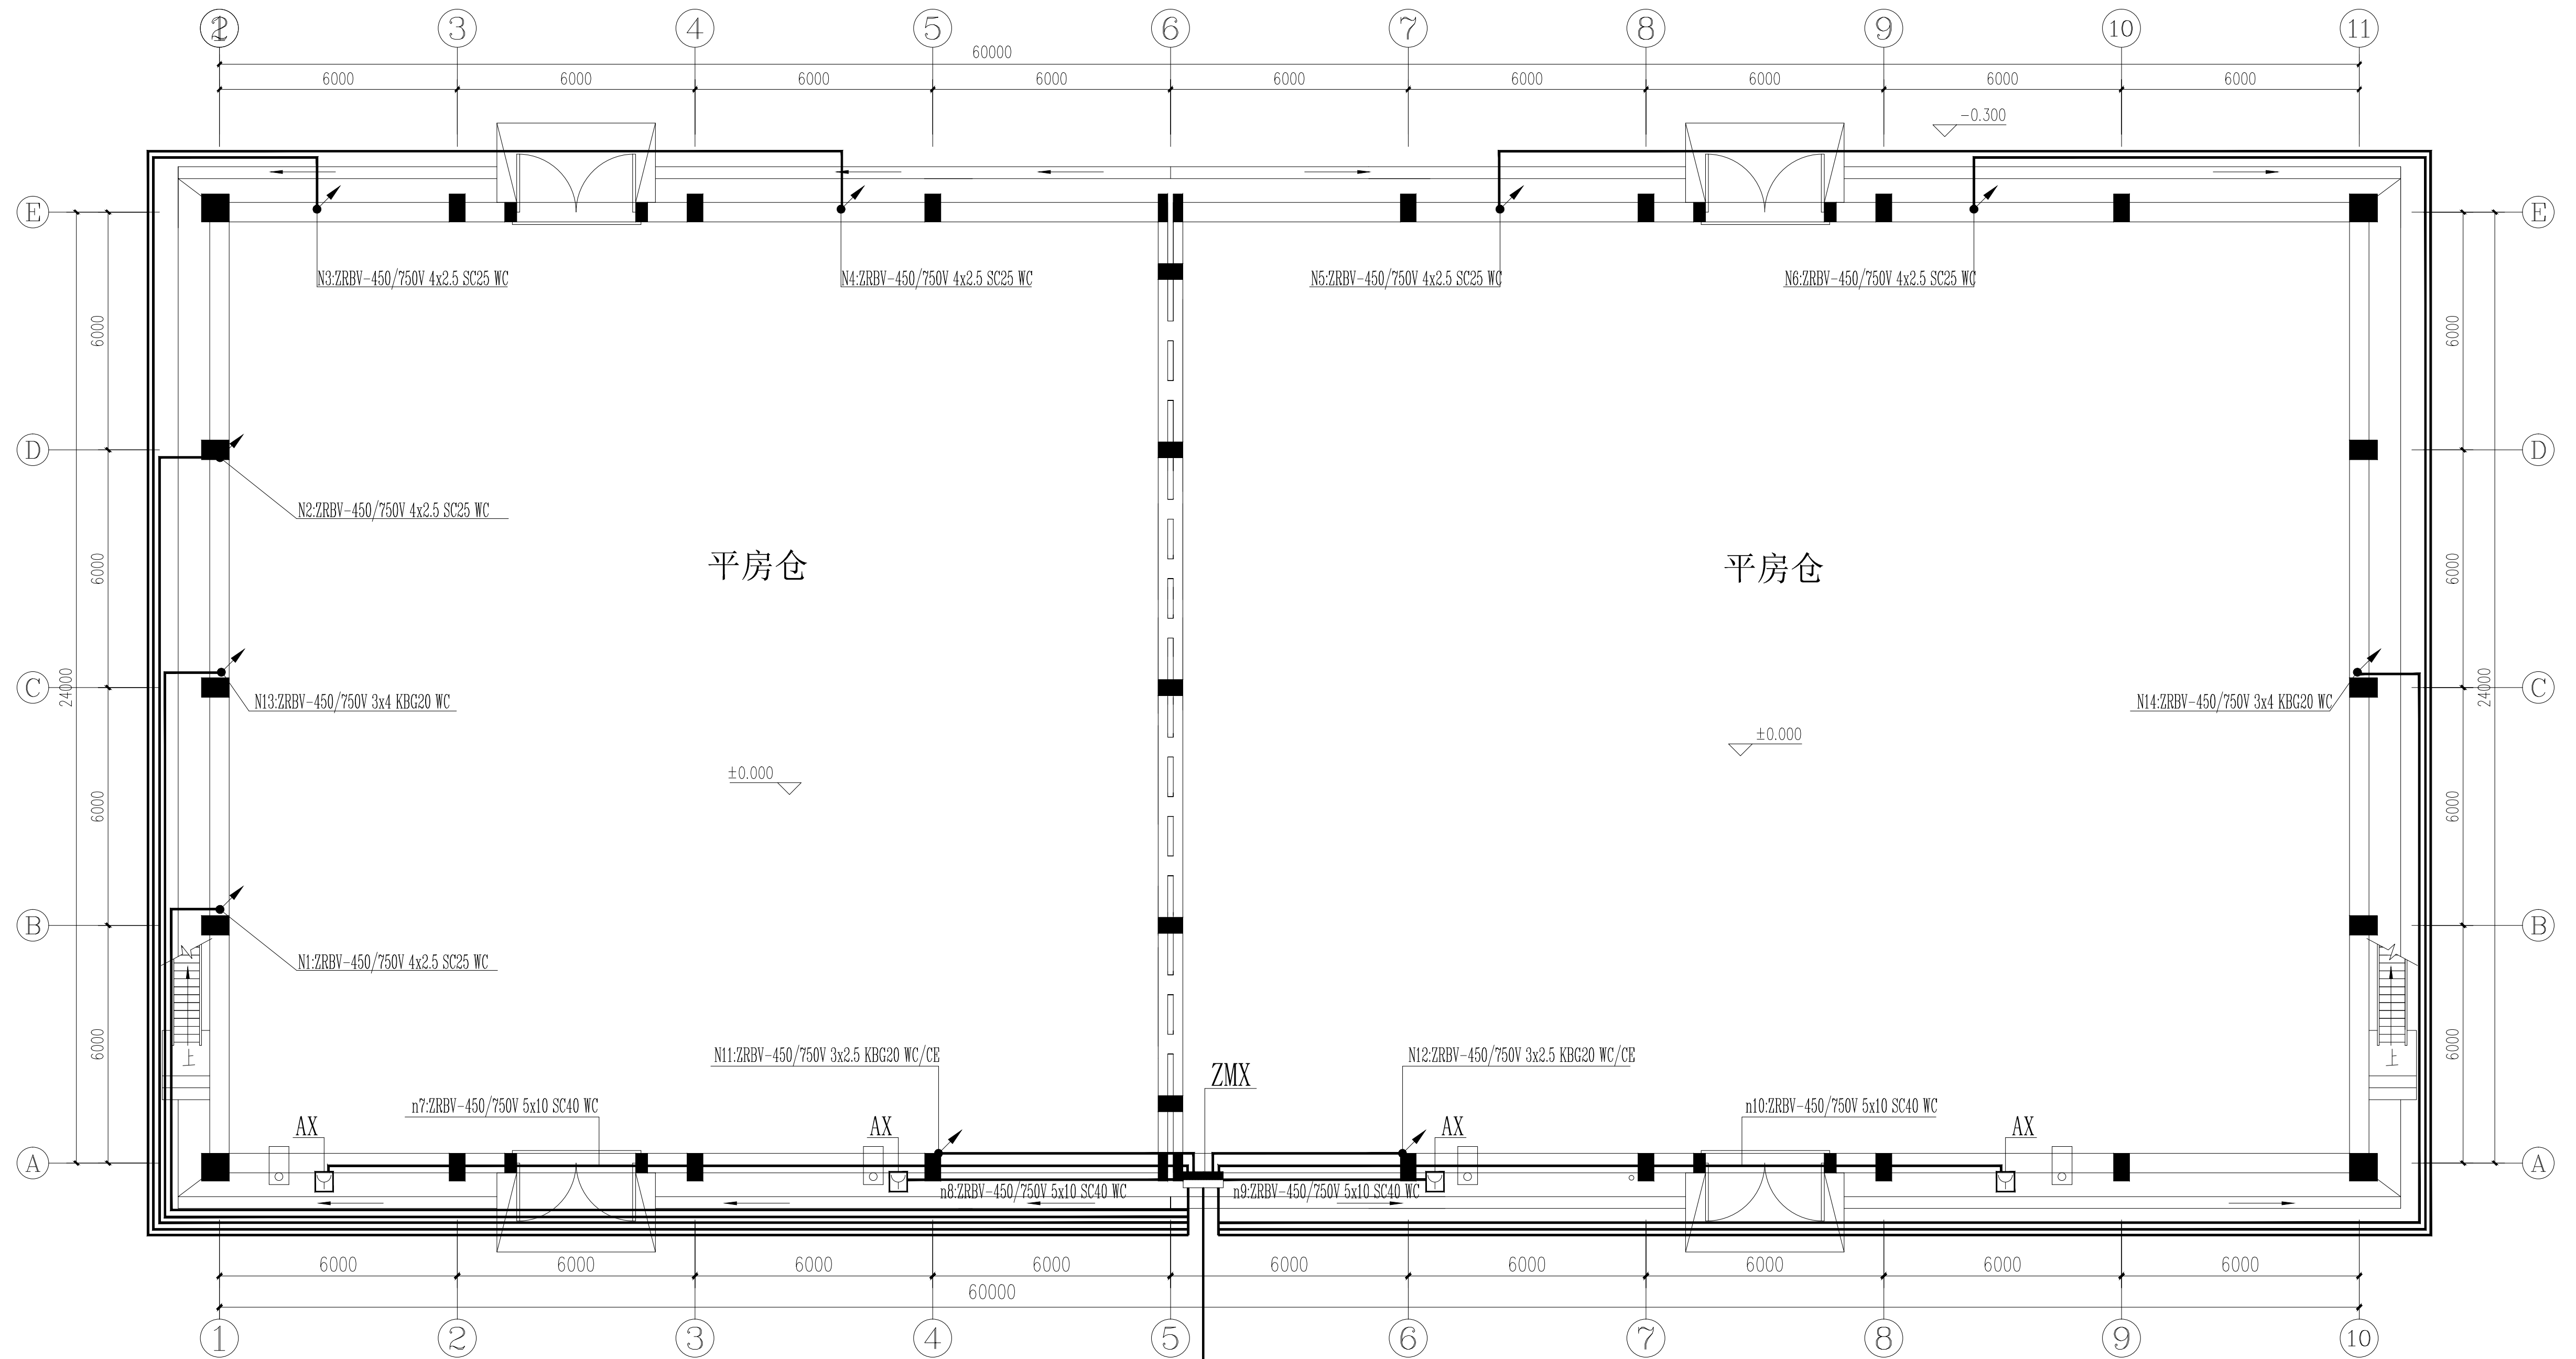 1 2 3 4 5 6 7 8 9 10 11
60000
6000 6000 6000 6000 6000 6000 6000 6000 6000
-0.300
E E
N3:ZRBV-450/750V 4x2.5 SC25 WC
N4:ZRBV-450/750V 4x2.5 SC25 WC
N5:ZRBV-450/750V 4x2.5 SC25 WC
N6:ZRBV-450/750V 4x2.5 SC25 WC
6000 6000
D D
N2:ZRBV-450/750V 4x2.5 SC25 WC
6000 6000
平房仓
平房仓
24000 24000
C C
N13:ZRBV-450/750V 3x4 KBG20 WC
N14:ZRBV-450/750V 3x4 KBG20 WC
±0.000
±0.000
6000 6000
B B
N1:ZRBV-450/750V 4x2.5 SC25 WC
6000 6000
上 上
N11:ZRBV-450/750V 3x2.5 KBG20 WC/CE
N12:ZRBV-450/750V 3x2.5 KBG20 WC/CE
ZMX
n7:ZRBV-450/750V 5x10 SC40 WC
n10:ZRBV-450/750V 5x10 SC40 WC
AX AX AX AX
A A
n8:ZRBV-450/750V 5x10 SC40 WC
n9:ZRBV-450/750V 5x10 SC40 WC
6000 6000 6000 6000 6000 6000 6000 6000 6000
60000
1 2 3 4 5 6 7 8 9 10